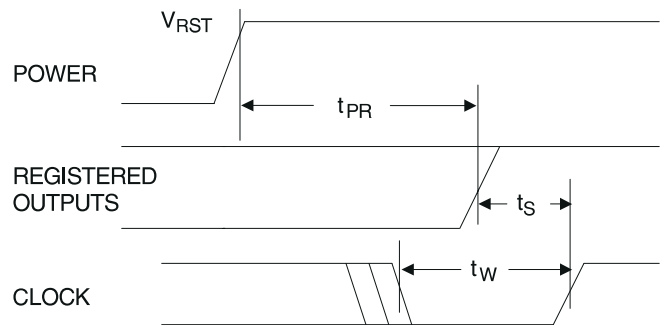 VRST
POWER
tPR
REGISTERED
OUTPUTS
tS
tW
CLOCK